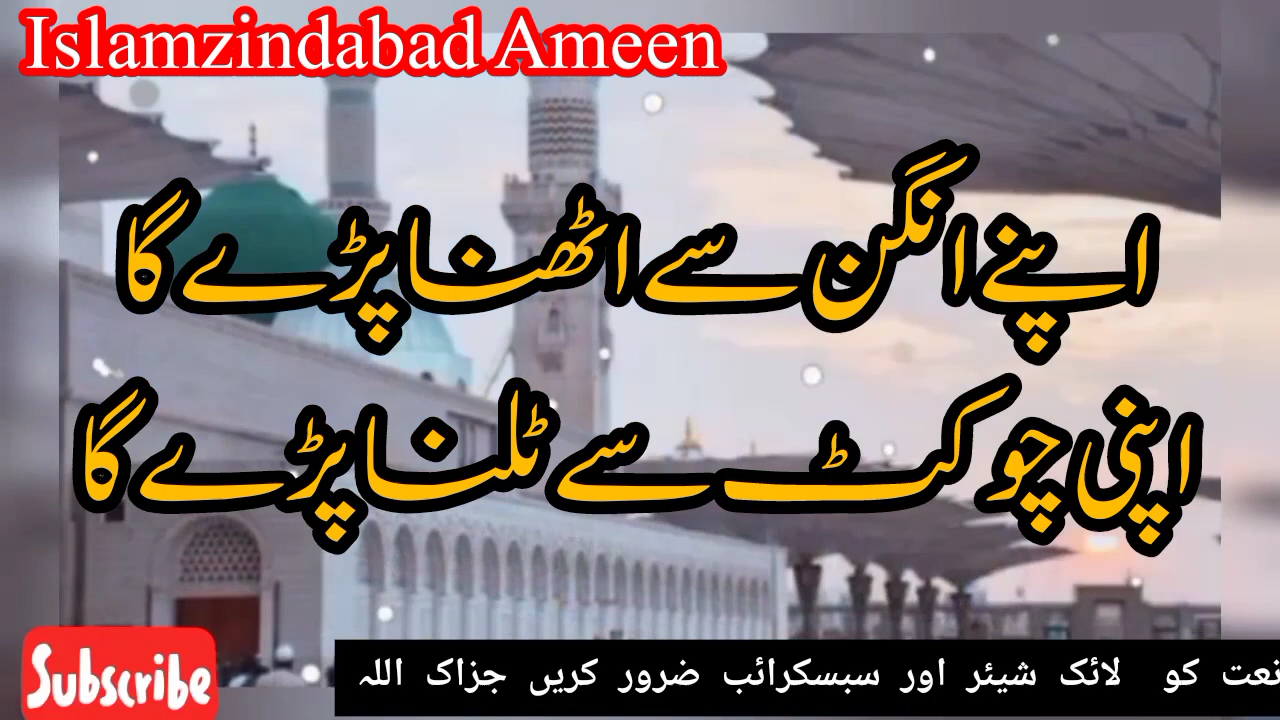 Islamzindabad Ameen
اپنے انگن سے اٹھنا پڑے گا
اپنی چوکٹ سے ٹلنا پڑے گا
Subscribe
نعت کو لائک شیئر اور سبسکرائب ضرور کریں جزاک اللہ